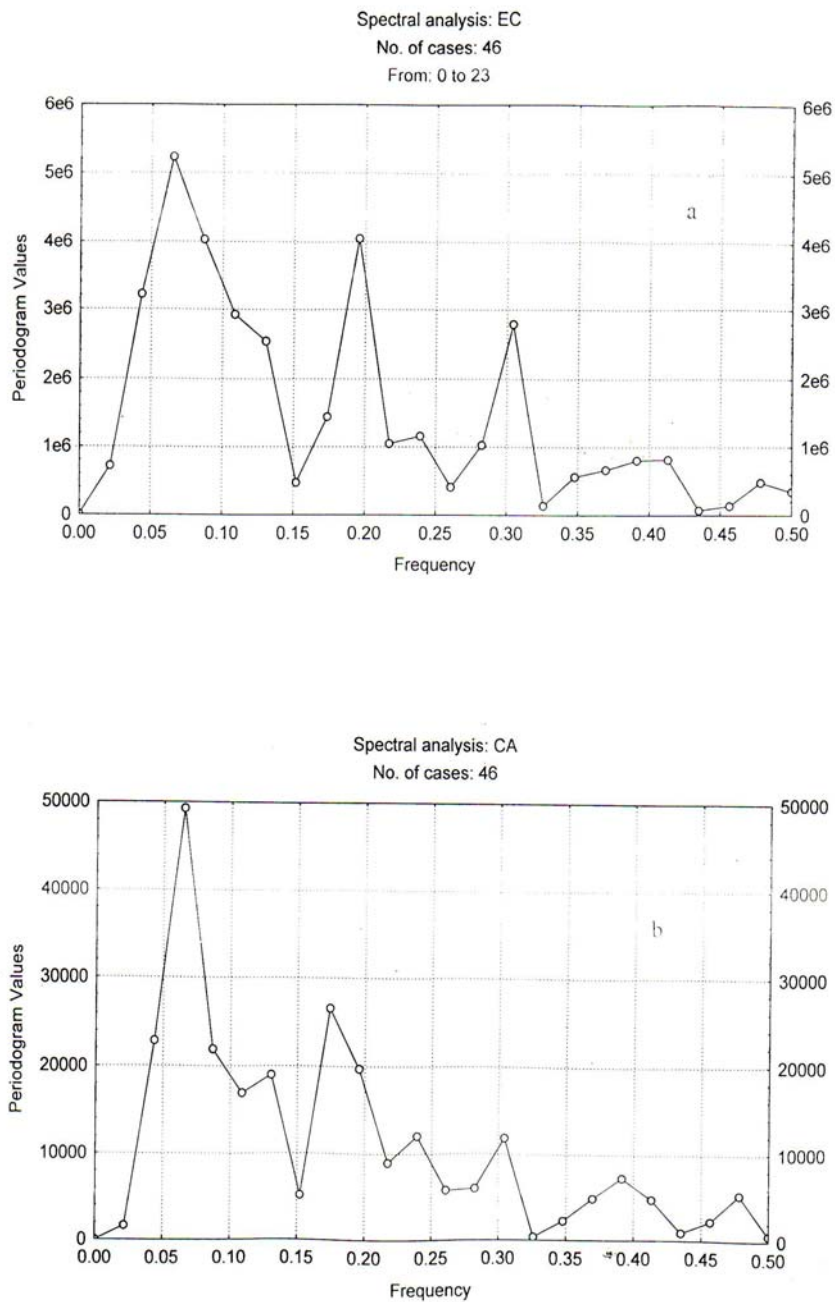 Spectral analysis: EC
No. of cases: 46
From: 0 to 23
6e6
5e6
4e6
3e6
2e6
1e6
0
Periodogram Values
6e6
5e6
4e6
3e6
2e6
1e6
0
a
0.00 0.05 0.10 0.15 0.20 0.25 0.30 0.35 0.40 0.45 0.50
Frequency
Spectral analysis: CA
No. of cases: 46
50000
40000
30000
20000
10000
0
Periodogram Values
50000
40000
30000
20000
10000
0
b
0.00 0.05 0.10 0.15 0.20 0.25 0.30 0.35 0.40 0.45 0.50
Frequency